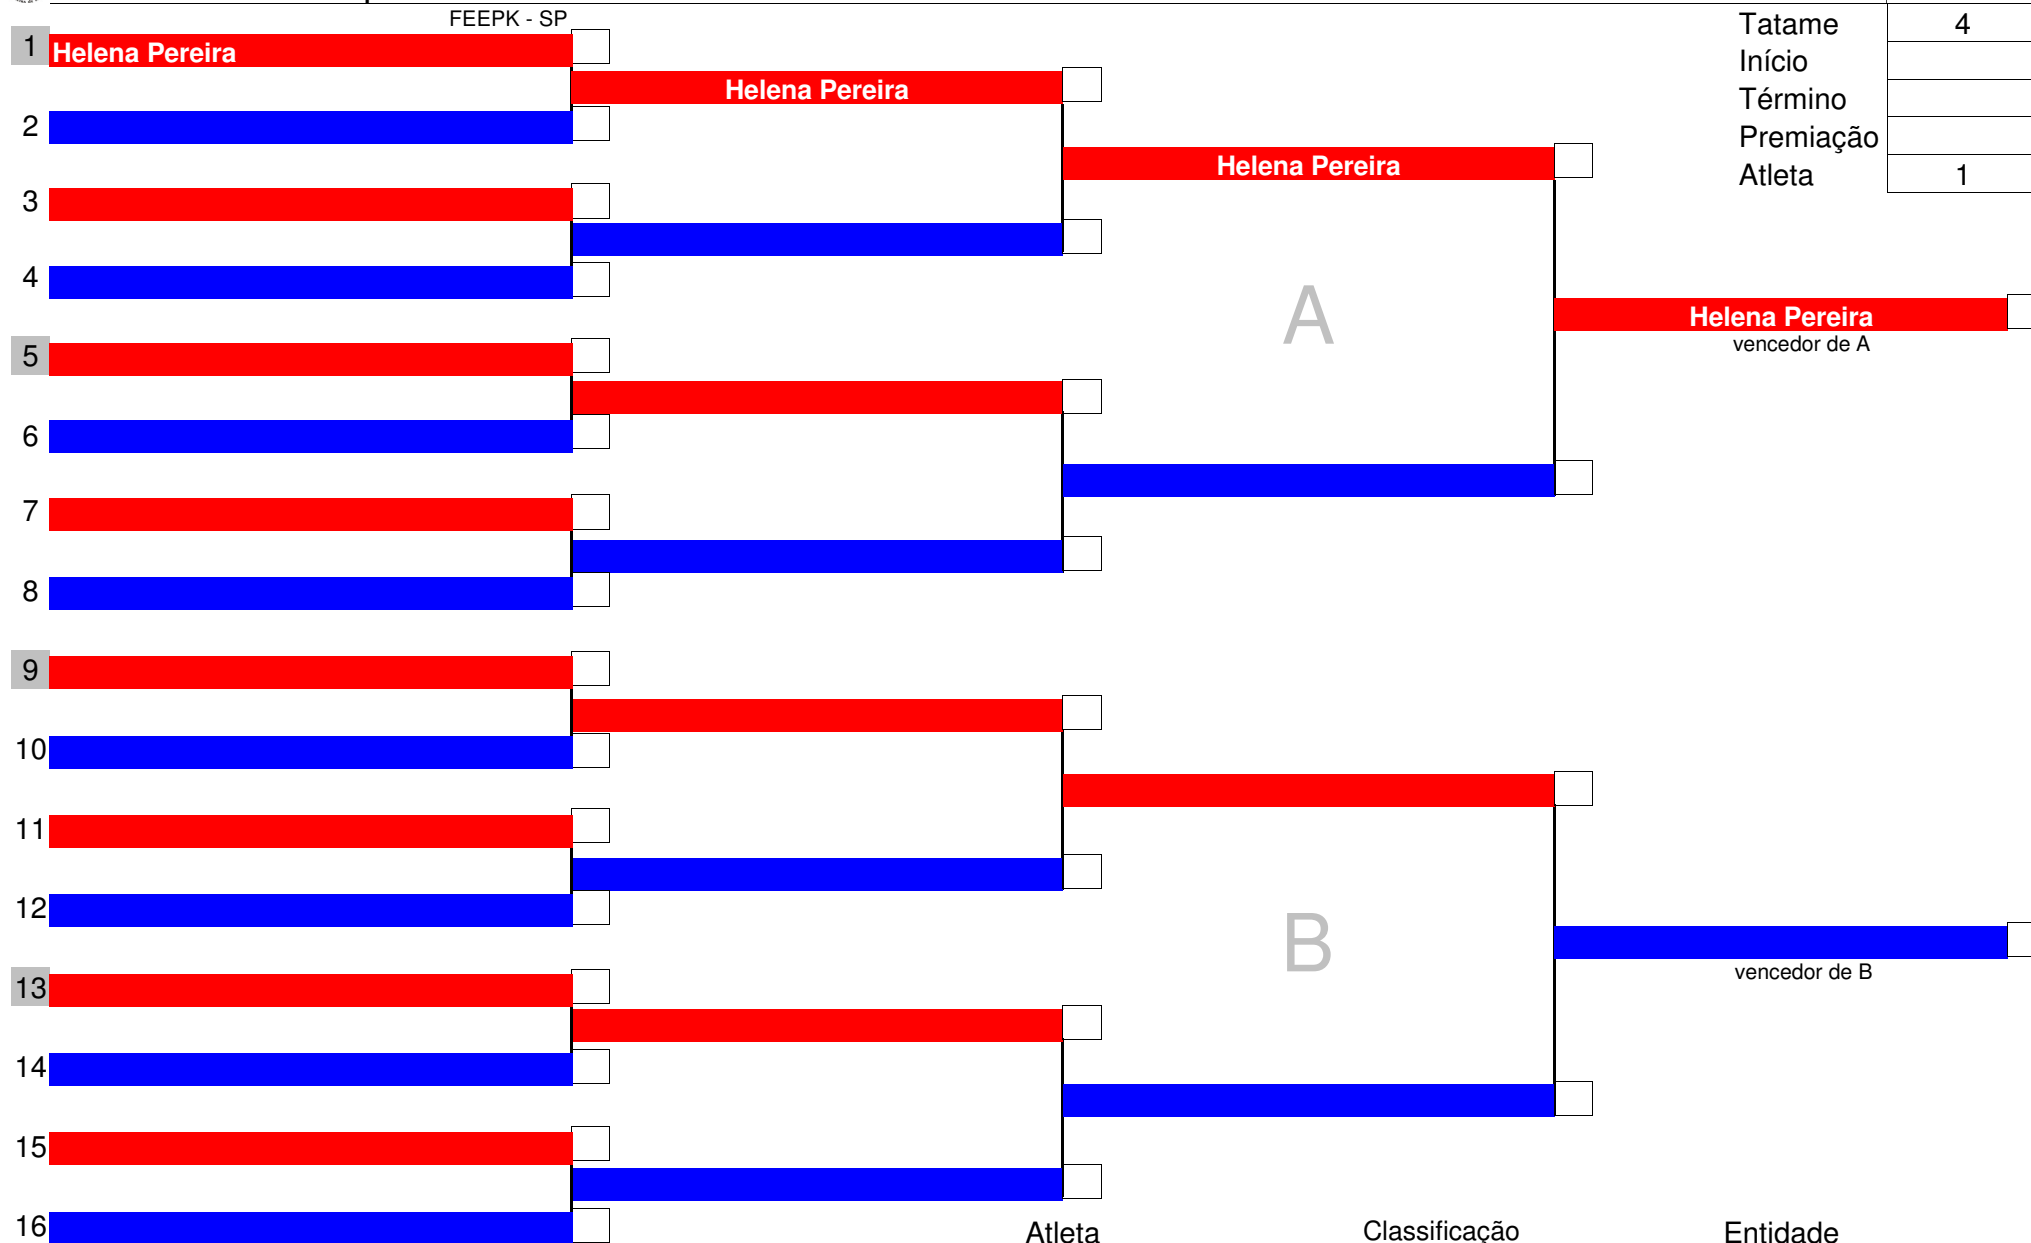 FEEPK - SP
Tatame 4
1 Helena Pereira
Início
Helena Pereira
Término
2
Premiação
Helena Pereira
Atleta 1
3
4
A
Helena Pereira
vencedor de A
5
6
7
8
9
10
11
12
B
vencedor de B
13
14
15
16
Atleta Classificação Entidade